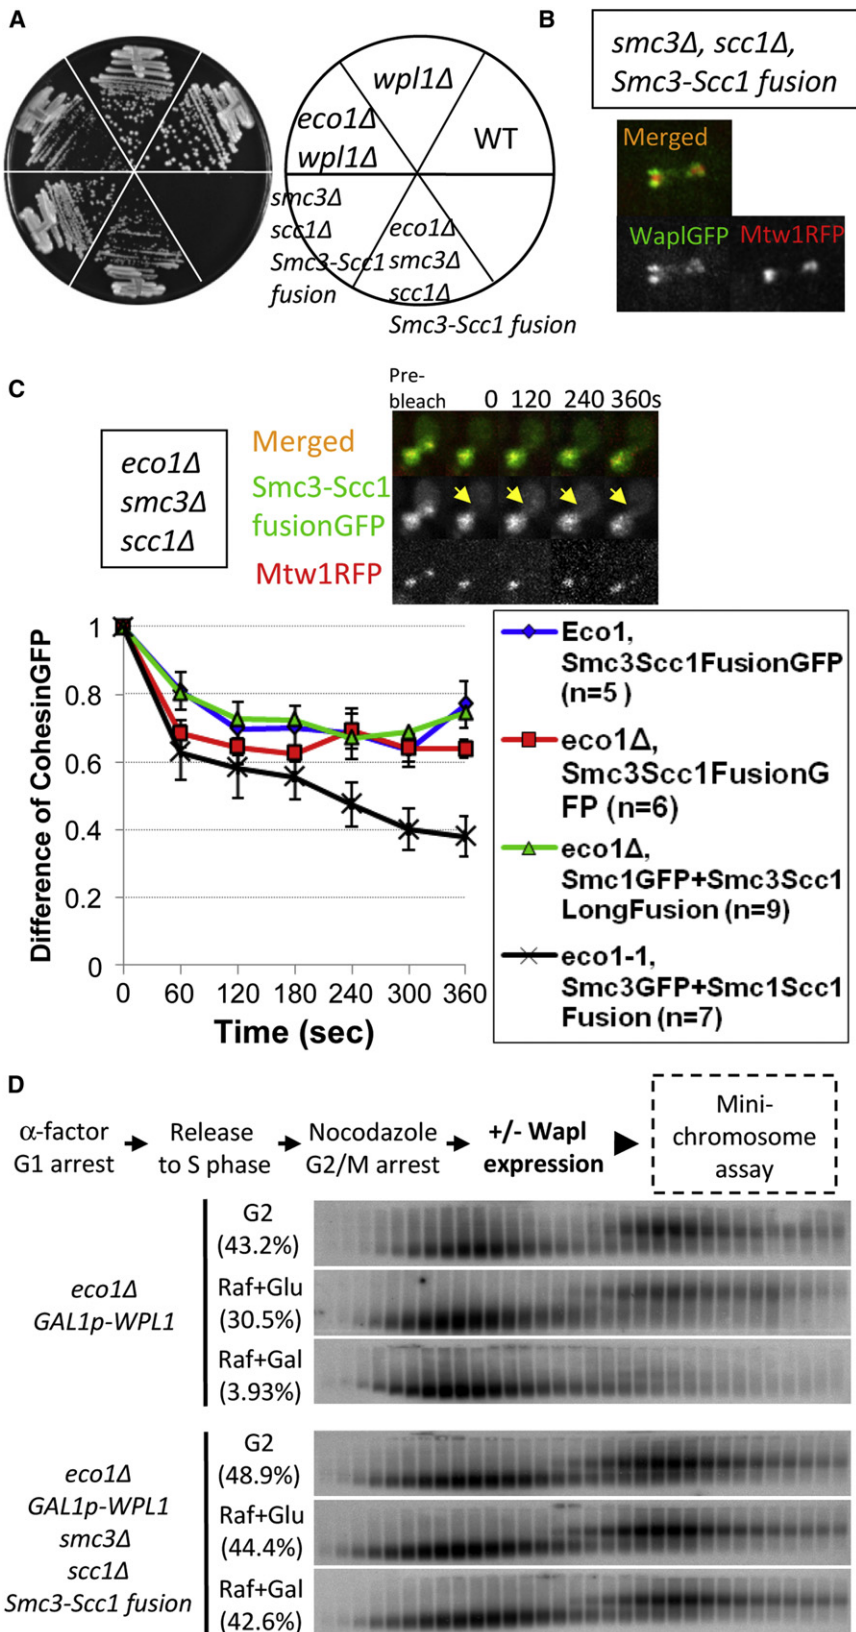 A
wpl1Δ
eco1Δ
wpl1Δ
WT
smc3Δ
scc1Δ
Smc3-Scc1
fusion
eco1Δ
smc3Δ
scc1Δ
Smc3-Scc1 fusion
B
smc3Δ, scc1Δ,
Smc3-Scc1 fusion
Merged
WaplGFP
Mtw1RFP
C
eco1Δ
smc3Δ
scc1Δ
Pre-
bleach 0 120 240 360s
Merged
Smc3-Scc1
fusionGFP
Mtw1RFP
Difference of CohesinGFP
1
0.8
0.6
0.4
0.2
0
0 60 120 180 240 300 360
Time (sec)
Eco1,
Smc3Scc1FusionGFP
(n=5 )
eco1Δ,
Smc3Scc1FusionG
FP (n=6)
eco1Δ,
Smc1GFP+Smc3Scc1
LongFusion (n=9)
eco1-1,
Smc3GFP+Smc1Scc1
Fusion (n=7)
D
α-factor
G1 arrest
Release
to S phase
Nocodazole
G2/M arrest
+/- Wapl
expression
Mini-
chromosome
assay
eco1Δ
GAL1p-WPL1
G2
(43.2%)
Raf+Glu
(30.5%)
Raf+Gal
(3.93%)
eco1Δ
GAL1p-WPL1
smc3Δ
scc1Δ
Smc3-Scc1 fusion
G2
(48.9%)
Raf+Glu
(44.4%)
Raf+Gal
(42.6%)